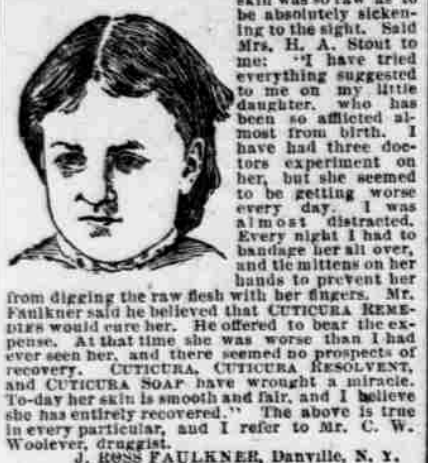 skin was so raw as to
be absolutely sicken-
ing to the sight. Said
Mrs. H. A. Stout to
me: "I have tried
everything suggested
to me on my little
daughter, who has
been so afflicted al-
most from birth. I
have had three doc-
tors experiment on
her, but she seemed
to be getting worse
every day. I was
almost distracted.
Every night I had to
bandage her all over,
and tie mittens on her
hands to prevent her
from digging the raw flesh with her fingers. Mr.
Faulkner said he believed that CUTICURA REME-
DIES would cure her. He offered to bear the ex-
pense. At that time she was worse than I had
ever seen her, and there seemed no prospects of
recovery. CUTICURA, CUTICURA RESOLVENT,
and CUTICURA SOAP have wrought a miracle.
To-day her skin is smooth and fair, and I believe
she has entirely recovered." The above is true
in every particular, and I refer to Mr. C. W.
Woolever, druggist.
J. ROSS FAULKNER, Danville, N. Y.